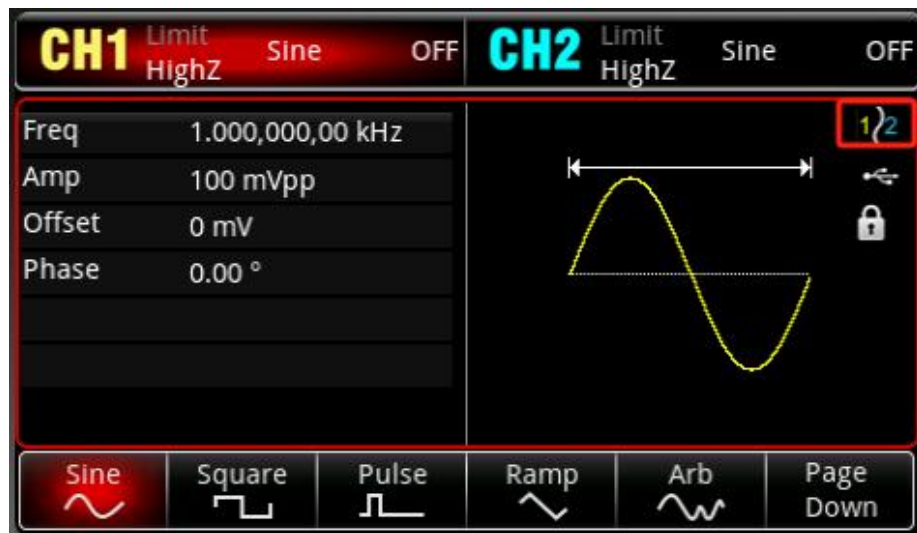 CH1 Limit HighZ Sine OFF
CH2 Limit HighZ Sine OFF
Freq 1.000,000,00 kHz
Amp 100 mVpp
Offset 0 mV
Phase 0.00 °
1 2
Sine
Square
Pulse
Ramp
Arb
Page
Down